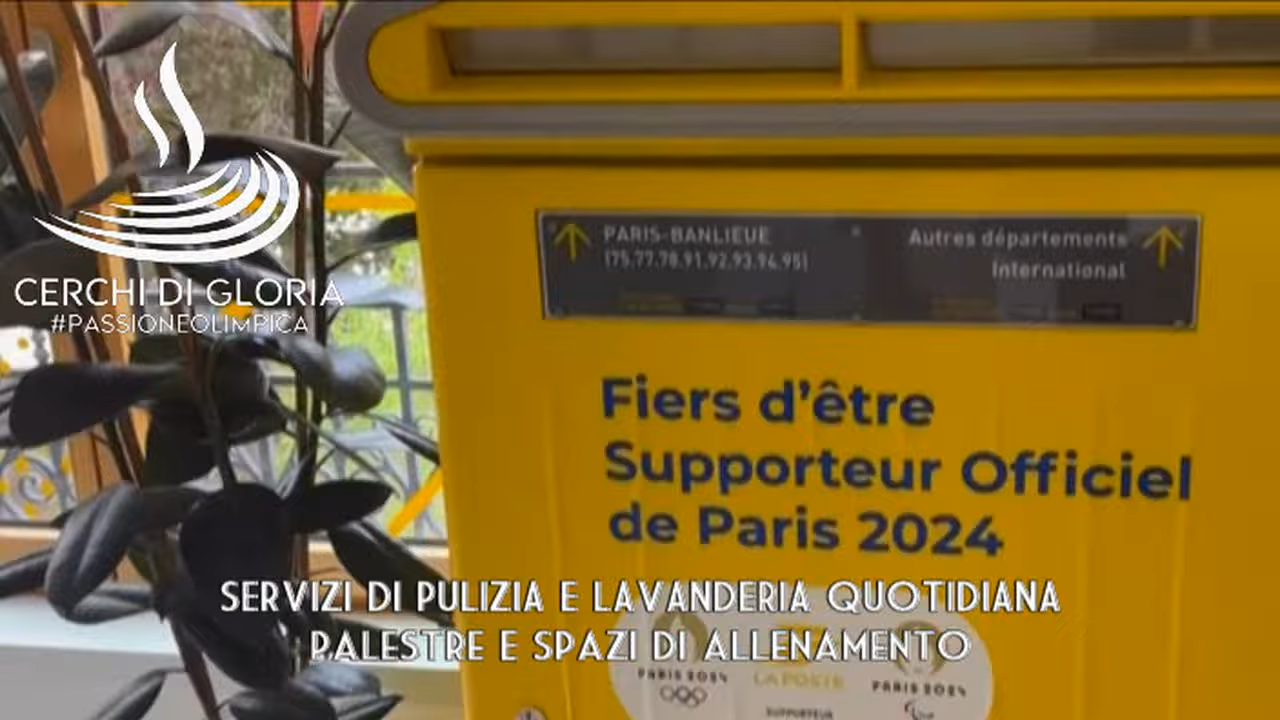 PARIS-BANLIEUE
(75.77.78.91.92.93.94.95)
Autres départements
International
CERCHI DI GLORIA
#PASSIONEOLIMPICA
Fiers d'être
Supporteur Officiel
de Paris 2024
SERVIZI DI PULIZIA E LAVANDERIA QUOTIDIANA
PALESTRE E SPAZI DI ALLENAMENTO
PARIS 2024
LA POSTE
PARIS 2024
SUPPORTEUR